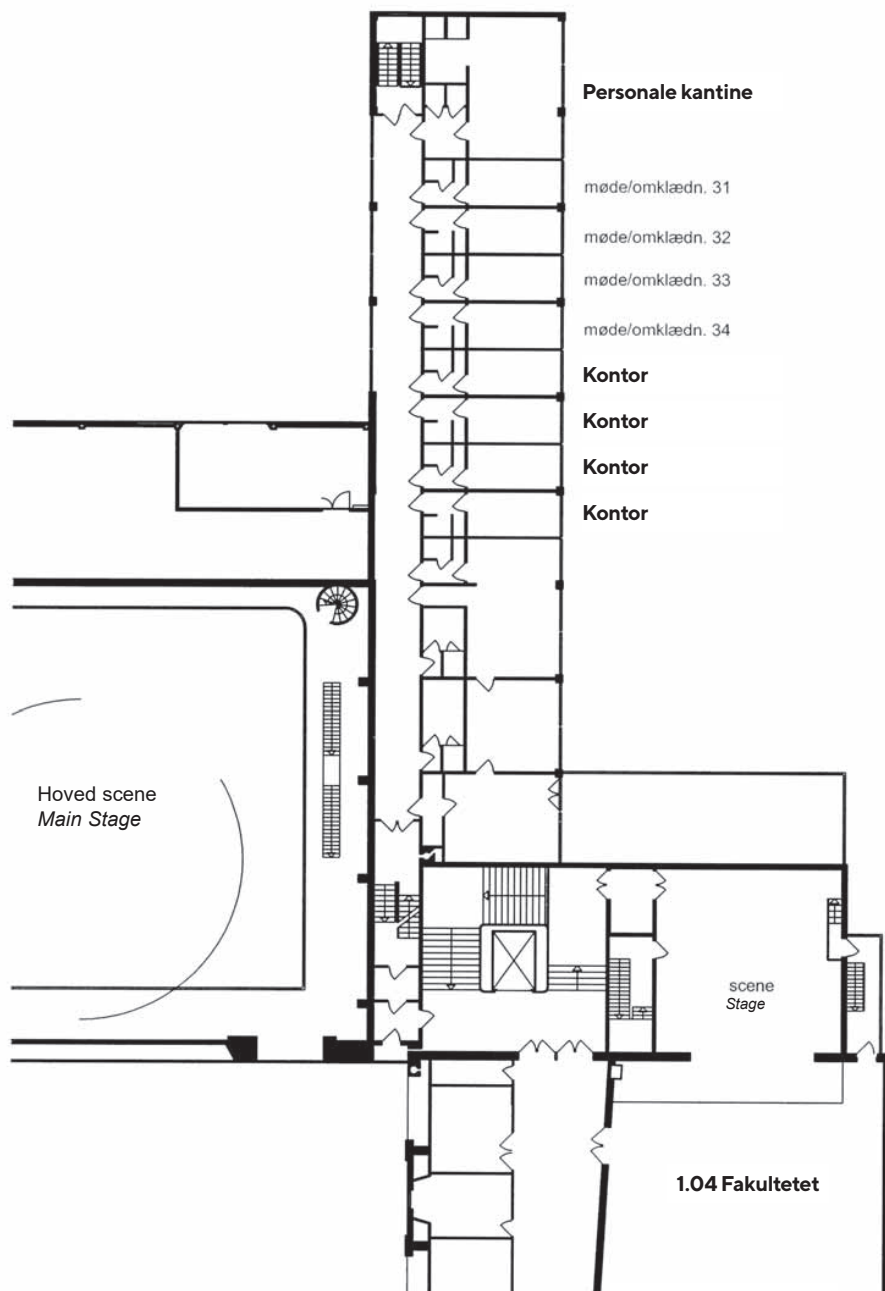 Personale kantine
møde/omklædn. 31
møde/omklædn. 32
møde/omklædn. 33
møde/omklædn. 34
Kontor
Kontor
Kontor
Kontor
Hoved scene
Main Stage
scene
Stage
1.04 Fakultetet